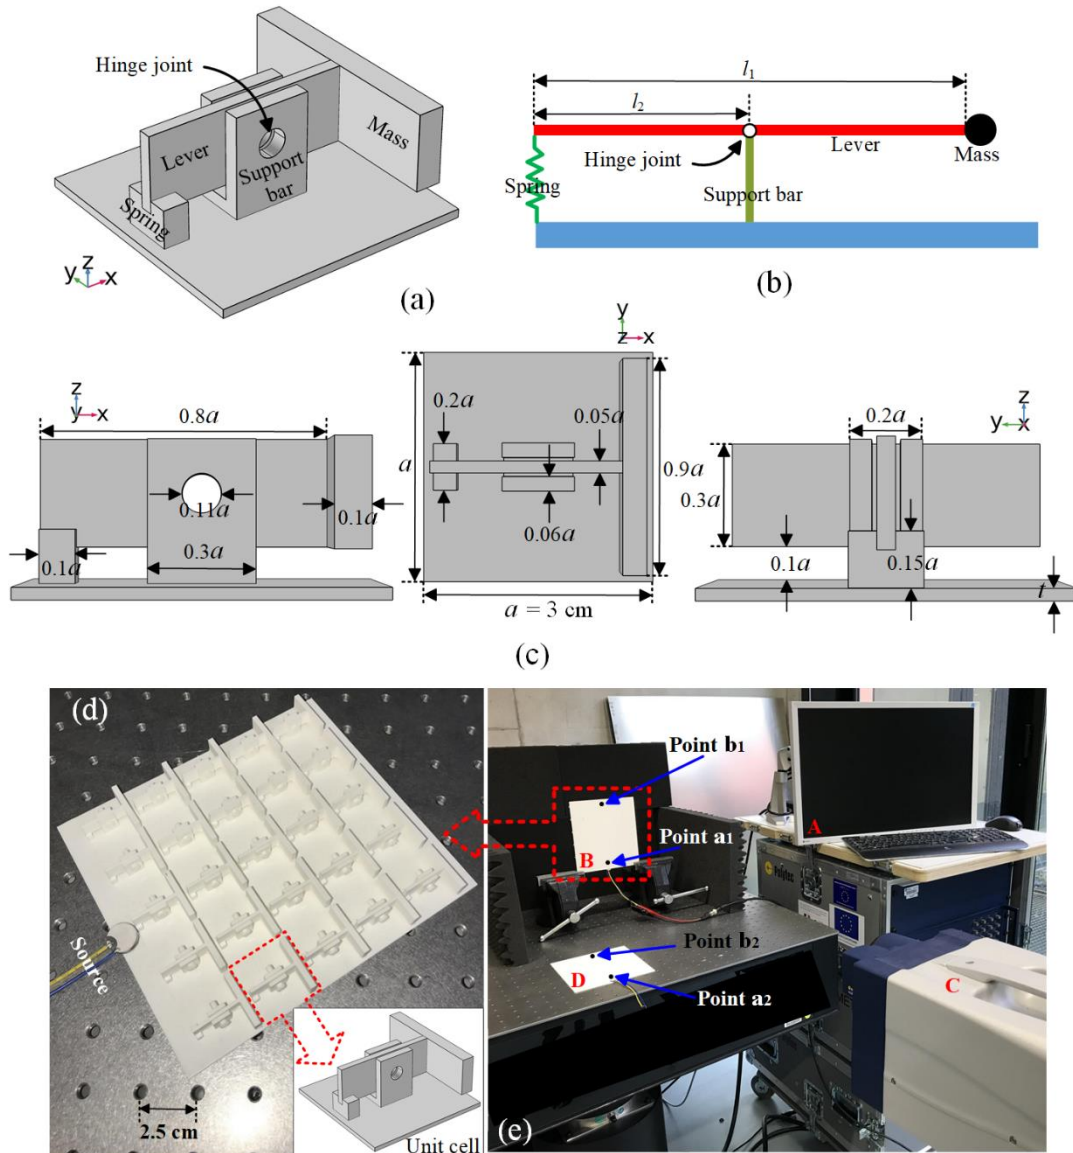 Hinge joint
Lever
Support
bar
Mass
Spring
y z x
(a)
l1
l2
Hinge joint
Lever
Mass
Spring
Support bar
(b)
z
y x
0.8a
0.11a
0.1a
0.3a
0.1a
y
z x
0.2a
0.05a
a
0.9a
0.06a
a = 3 cm
z
y x
0.2a
0.3a
0.1a
0.15a
t
(c)
(d)
Source
2.5 cm
Unit cell
Point b1
Point a1
B
A
Polytec
Point b2
D
Point a2
C
(e)